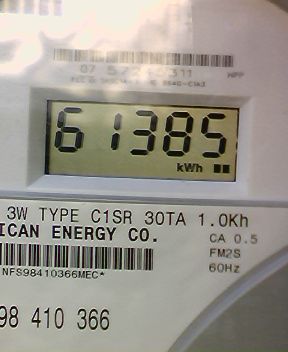 61385
kWh
3W TYPE C1SR 30TA 1.0Kh
ICAN ENERGY CO.
CA 0.5
FM2S
60Hz
NFS98410366MEC*
98 410 366